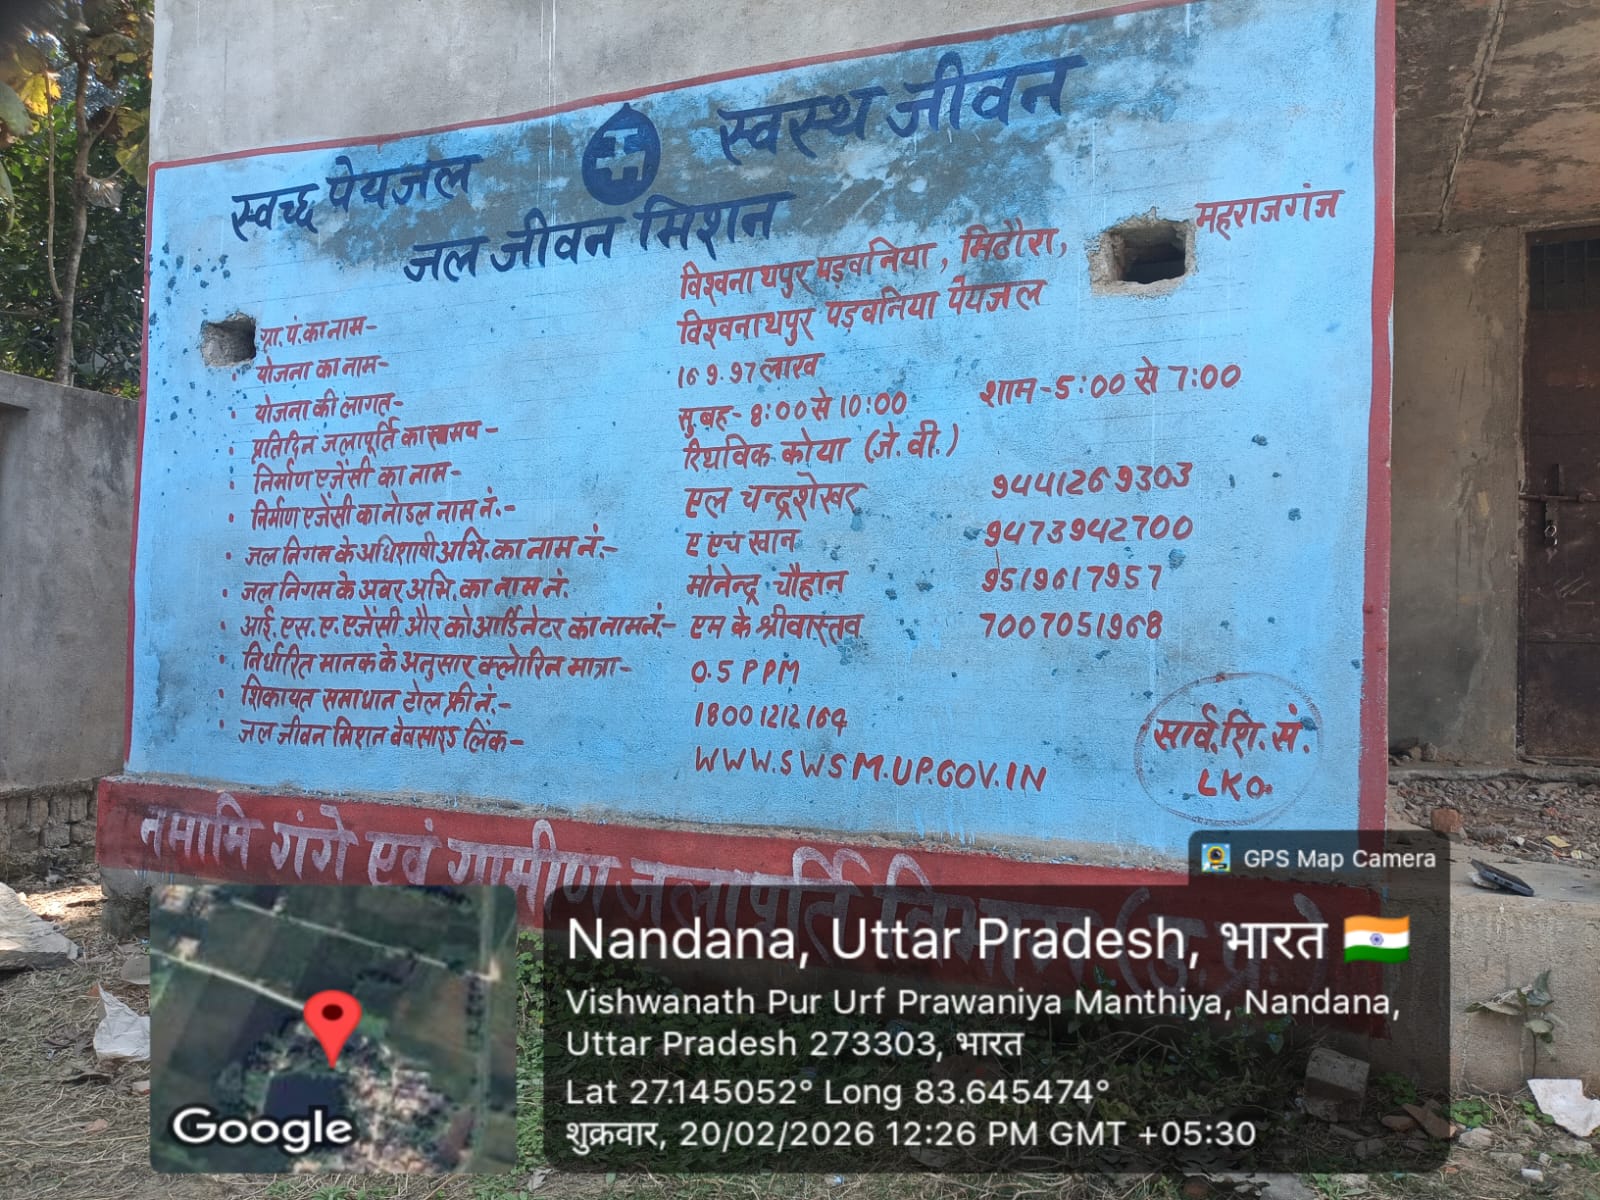 स्वच्छ पेयजल स्वस्थ जीवन
जल जीवन मिशन
ग्रा. पं. का नाम- विश्वनाथपुर पड़वनिया, मिठौरा, महराजगंज
योजना का नाम- विश्वनाथपुर पड़वनिया पेयजल
योजना की लागत- 169.97 लाख
प्रतिदिन जलापूर्ति का समय- सुबह- 8:00 से 10:00 शाम- 5:00 से 7:00
निर्माण एजेंसी का नाम- रिथविक कोया (जे. वी.)
निर्माण एजेंसी का नोडल नाम नं.- एल चन्द्रशेखर 9441269303
जल निगम के अधिशाषी अभि. का नाम नं.- ए एच खान 9473942700
जल निगम के अवर अभि. का नाम नं. मोनेन्द्र चौहान 9519617957
आई. एस. ए. एजेंसी और कोआर्डिनेटर का नाम नं.- एम के श्रीवास्तव 7007051968
निर्धारित मानक के अनुसार क्लोरिन मात्रा- 0.5 PPM
शिकायत समाधान टोल फ्री नं.- 18001212164
जल जीवन मिशन वेबसाइड लिंक- WWW.SWSM.UP.GOV.IN
सार्व. शि. सं.
LKO.
नमामि गंगे एवं ग्रामीण जलापूर्ति विभाग (उ.प्र.)
GPS Map Camera
Nandana, Uttar Pradesh, भारत
Vishwanath Pur Urf Prawaniya Manthiya, Nandana,
Uttar Pradesh 273303, भारत
Lat 27.145052° Long 83.645474°
शुक्रवार, 20/02/2026 12:26 PM GMT +05:30
Google